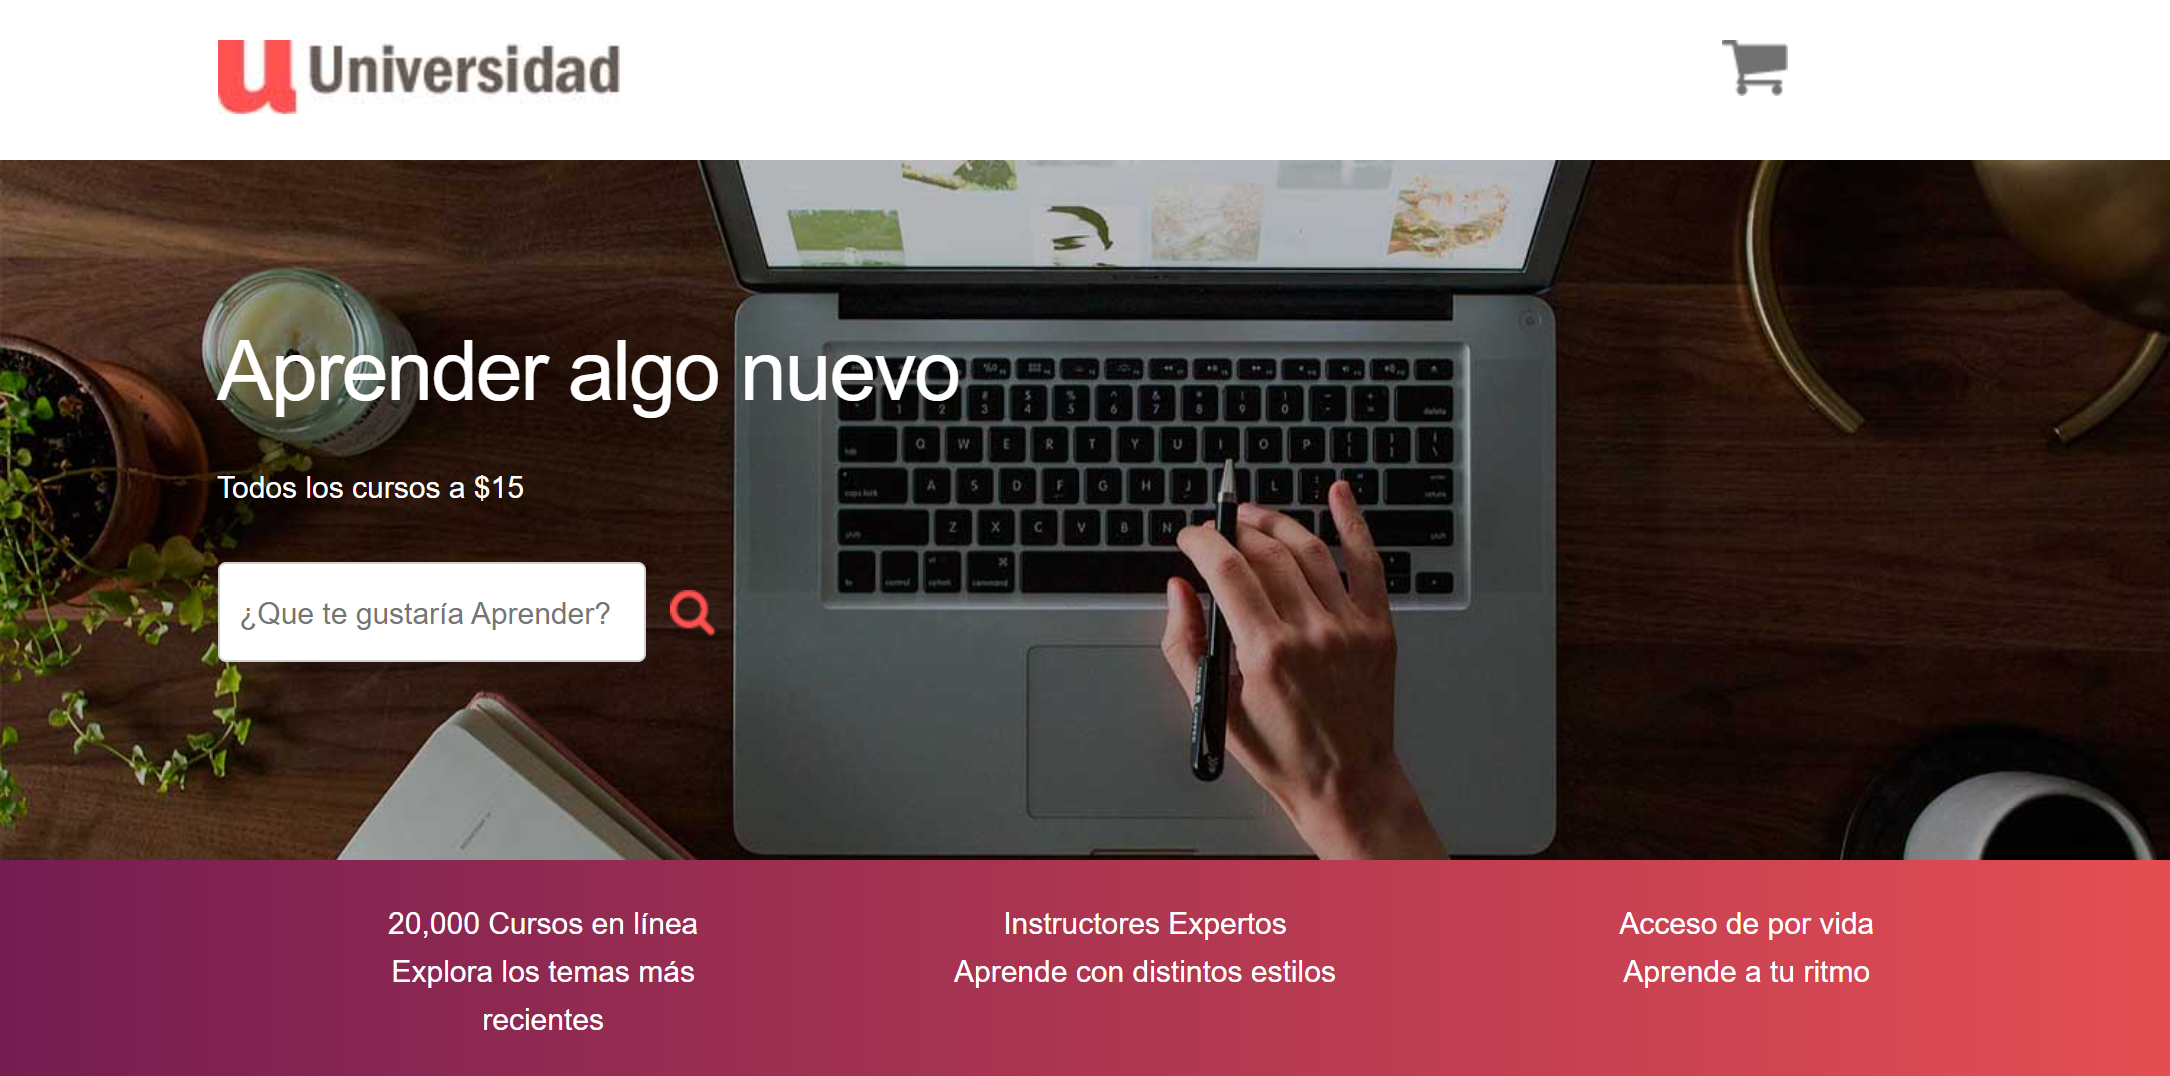 Universidad
Aprender algo nuevo
Todos los cursos a $15
¿Que te gustaría Aprender?
20,000 Cursos en línea
Explora los temas más
recientes
Instructores Expertos
Aprende con distintos estilos
Acceso de por vida
Aprende a tu ritmo